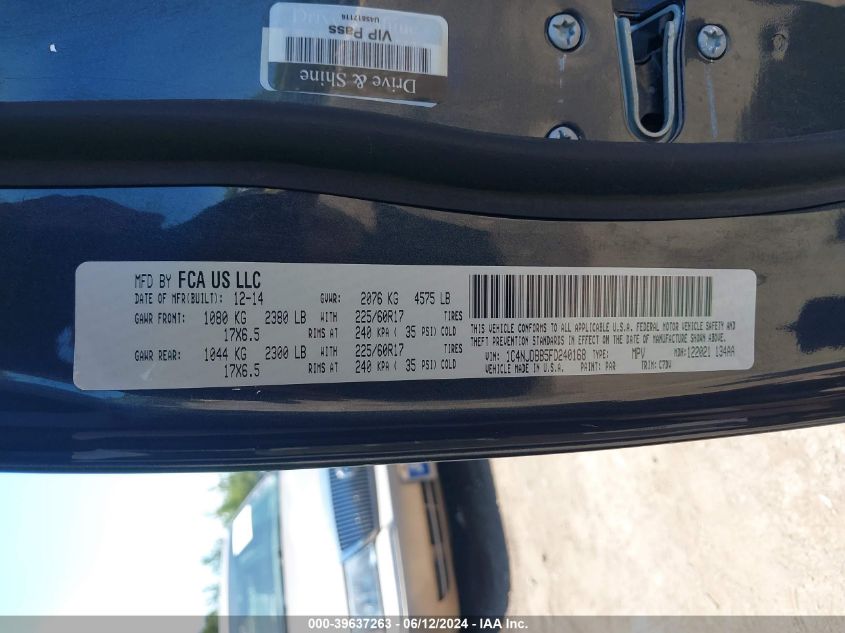 Drive & Shine
VIP Pass
U4S817118
MFD BY FCA US LLC
DATE OF MFR(BUILT): 12-14 GVWR: 2076 KG 4575 LB
GAWR FRONT: 1080 KG 2380 LB WITH 225/60R17 TIRES
17X6.5 RIMS AT 240 KPA ( 35 PSI) COLD
GAWR REAR: 1044 KG 2300 LB WITH 225/60R17 TIRES
17X6.5 RIMS AT 240 KPA ( 35 PSI) COLD
THIS VEHICLE CONFORMS TO ALL APPLICABLE U.S.A. FEDERAL MOTOR VEHICLE SAFETY AND
THEFT PREVENTION STANDARDS IN EFFECT ON THE DATE OF MANUFACTURE SHOWN ABOVE.
VIN: 1C4NJDBB5FD240168 TYPE: MPV MDH: 122021 134AA
VEHICLE MADE IN U.S.A. PAINT: PAR TRIM: C7DV
000-39637263 - 06/12/2024 - IAA Inc.